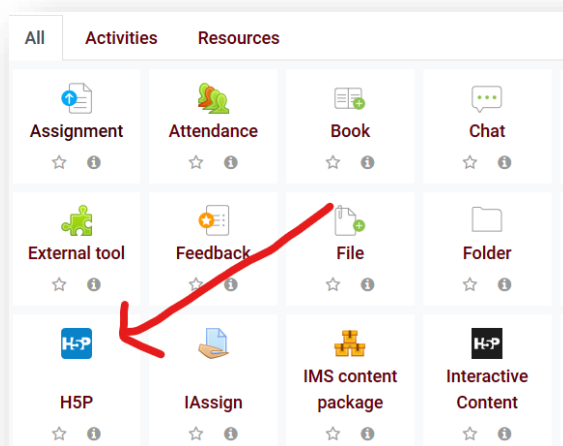 All Activities Resources
Assignment Attendance Book Chat
External tool Feedback File Folder
H5P H5P
IMS content Interactive
H5P IAssign package Content